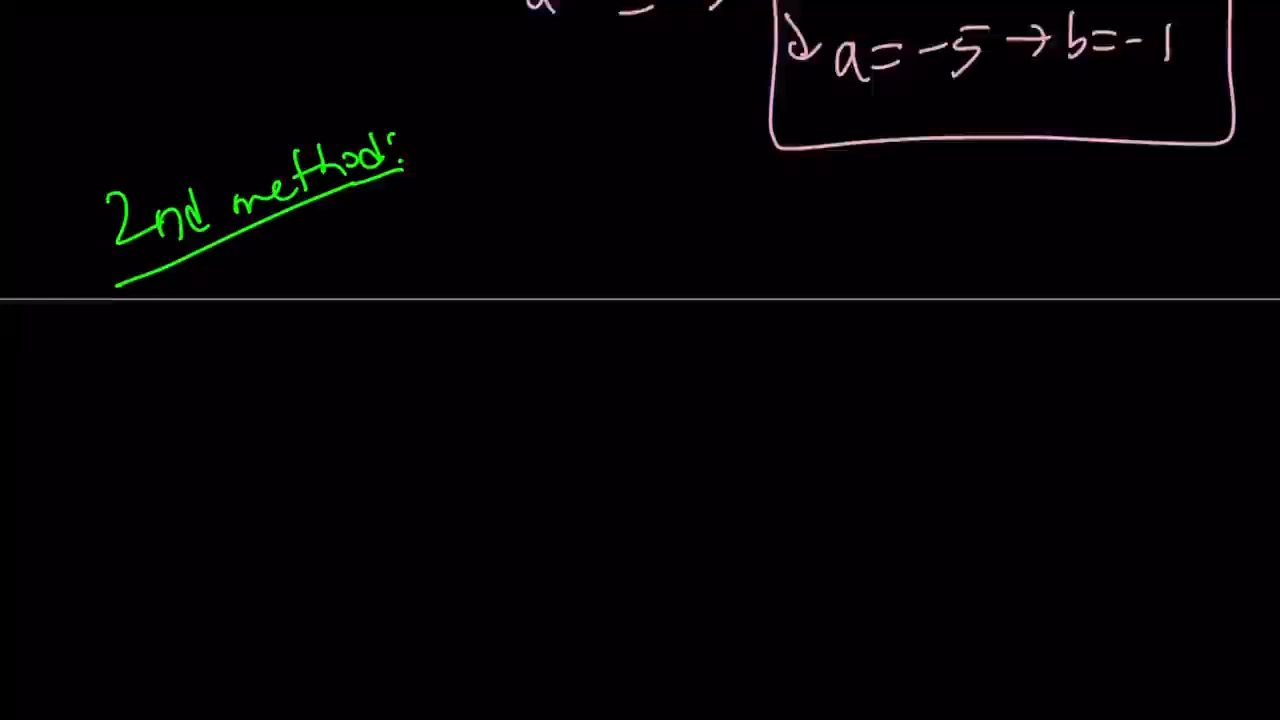 a = -5 → b = -1
2nd method: